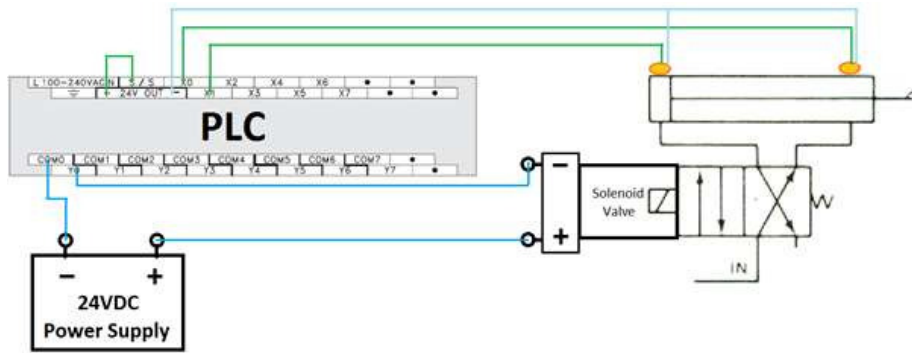 L 100-240VAC N S/S X0 X2 X4 X6 • •
+ 24V OUT - X1 X3 X5 X7 • •
PLC
COM0 COM1 COM2 COM3 COM4 COM5 COM6 COM7 •
Y0 Y1 Y2 Y3 Y4 Y5 Y6 Y7 •
-
Solenoid
Valve
+
IN
- +
24VDC
Power Supply